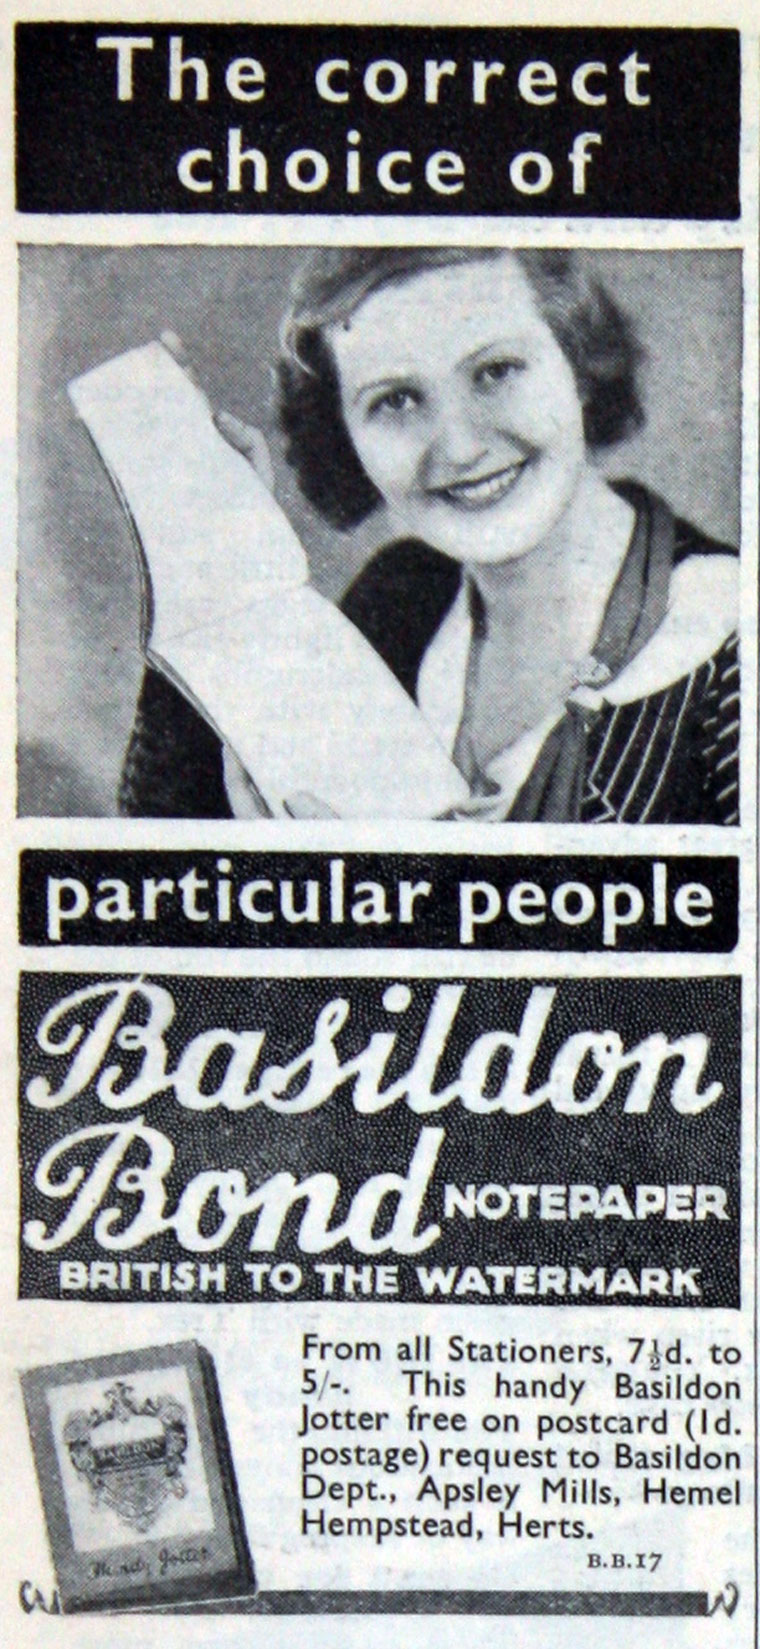 The correct
choice of
particular people
Basildon
Bond NOTEPAPER
BRITISH TO THE WATERMARK
From all Stationers, 7½d. to
5/-. This handy Basildon
Jotter free on postcard (1d.
postage) request to Basildon
Dept., Apsley Mills, Hemel
Hempstead, Herts.
B.B.17
Handy Jotter